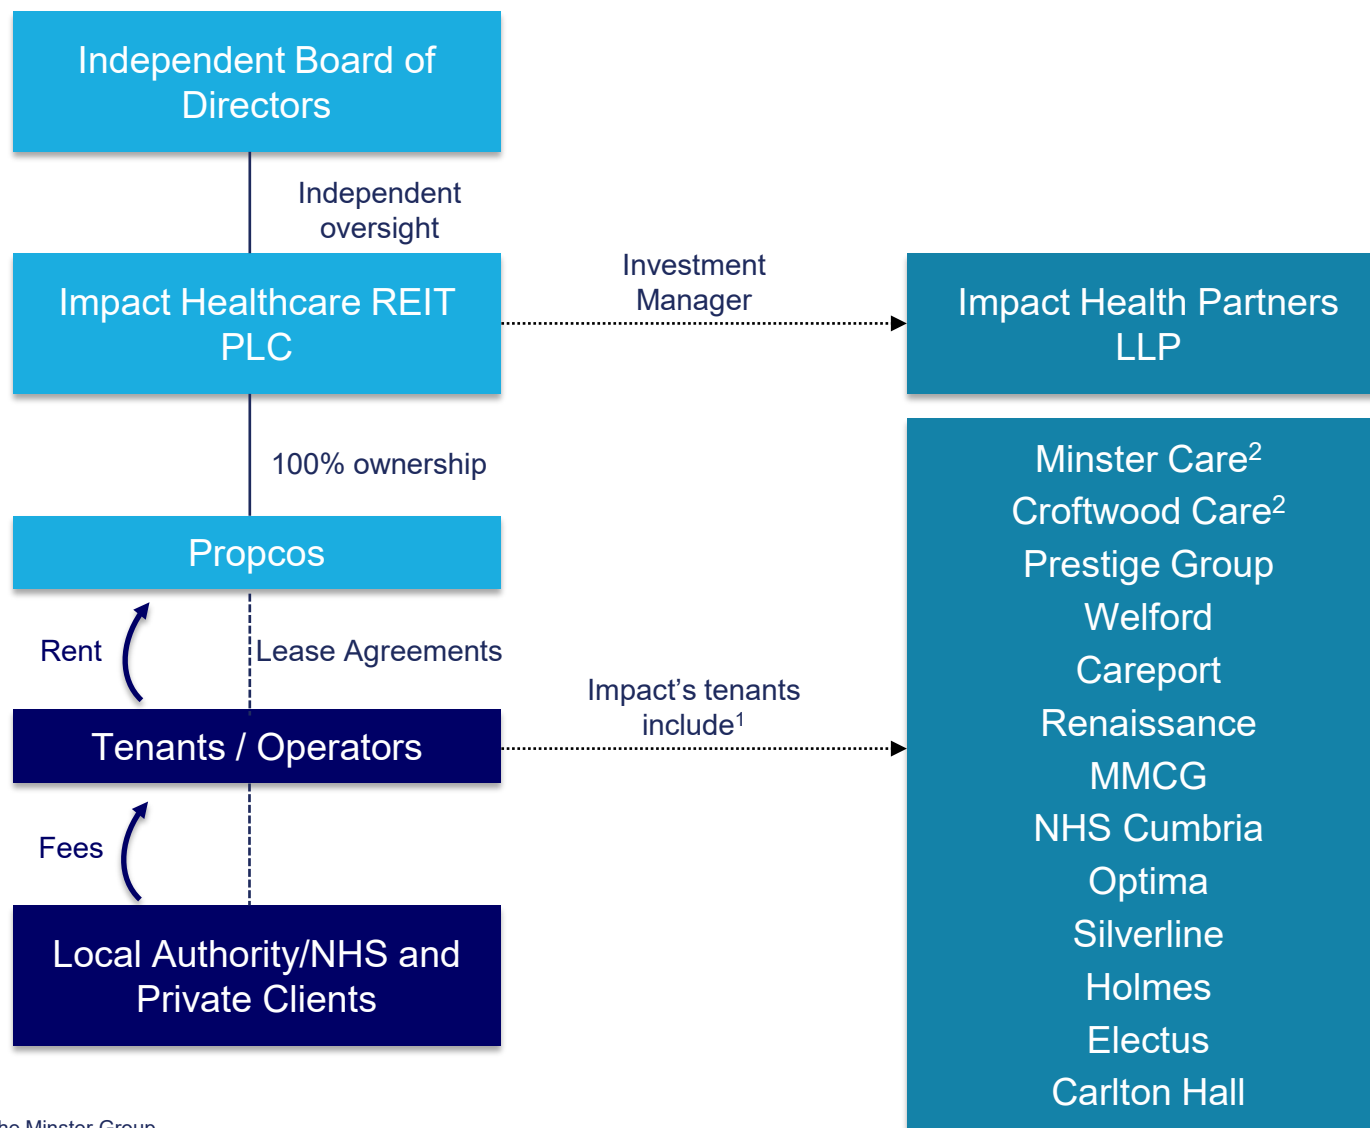 Independent Board of
Directors
Independent
oversight
Impact Healthcare REIT
PLC
Investment
Manager
Impact Health Partners
LLP
100% ownership
Propcos
Rent
Lease Agreements
Tenants / Operators
Impact's tenants
include¹
Fees
Local Authority/NHS and
Private Clients
Minster Care²
Croftwood Care²
Prestige Group
Welford
Careport
Renaissance
MMCG
NHS Cumbria
Optima
Silverline
Holmes
Electus
Carlton Hall
Minster Group